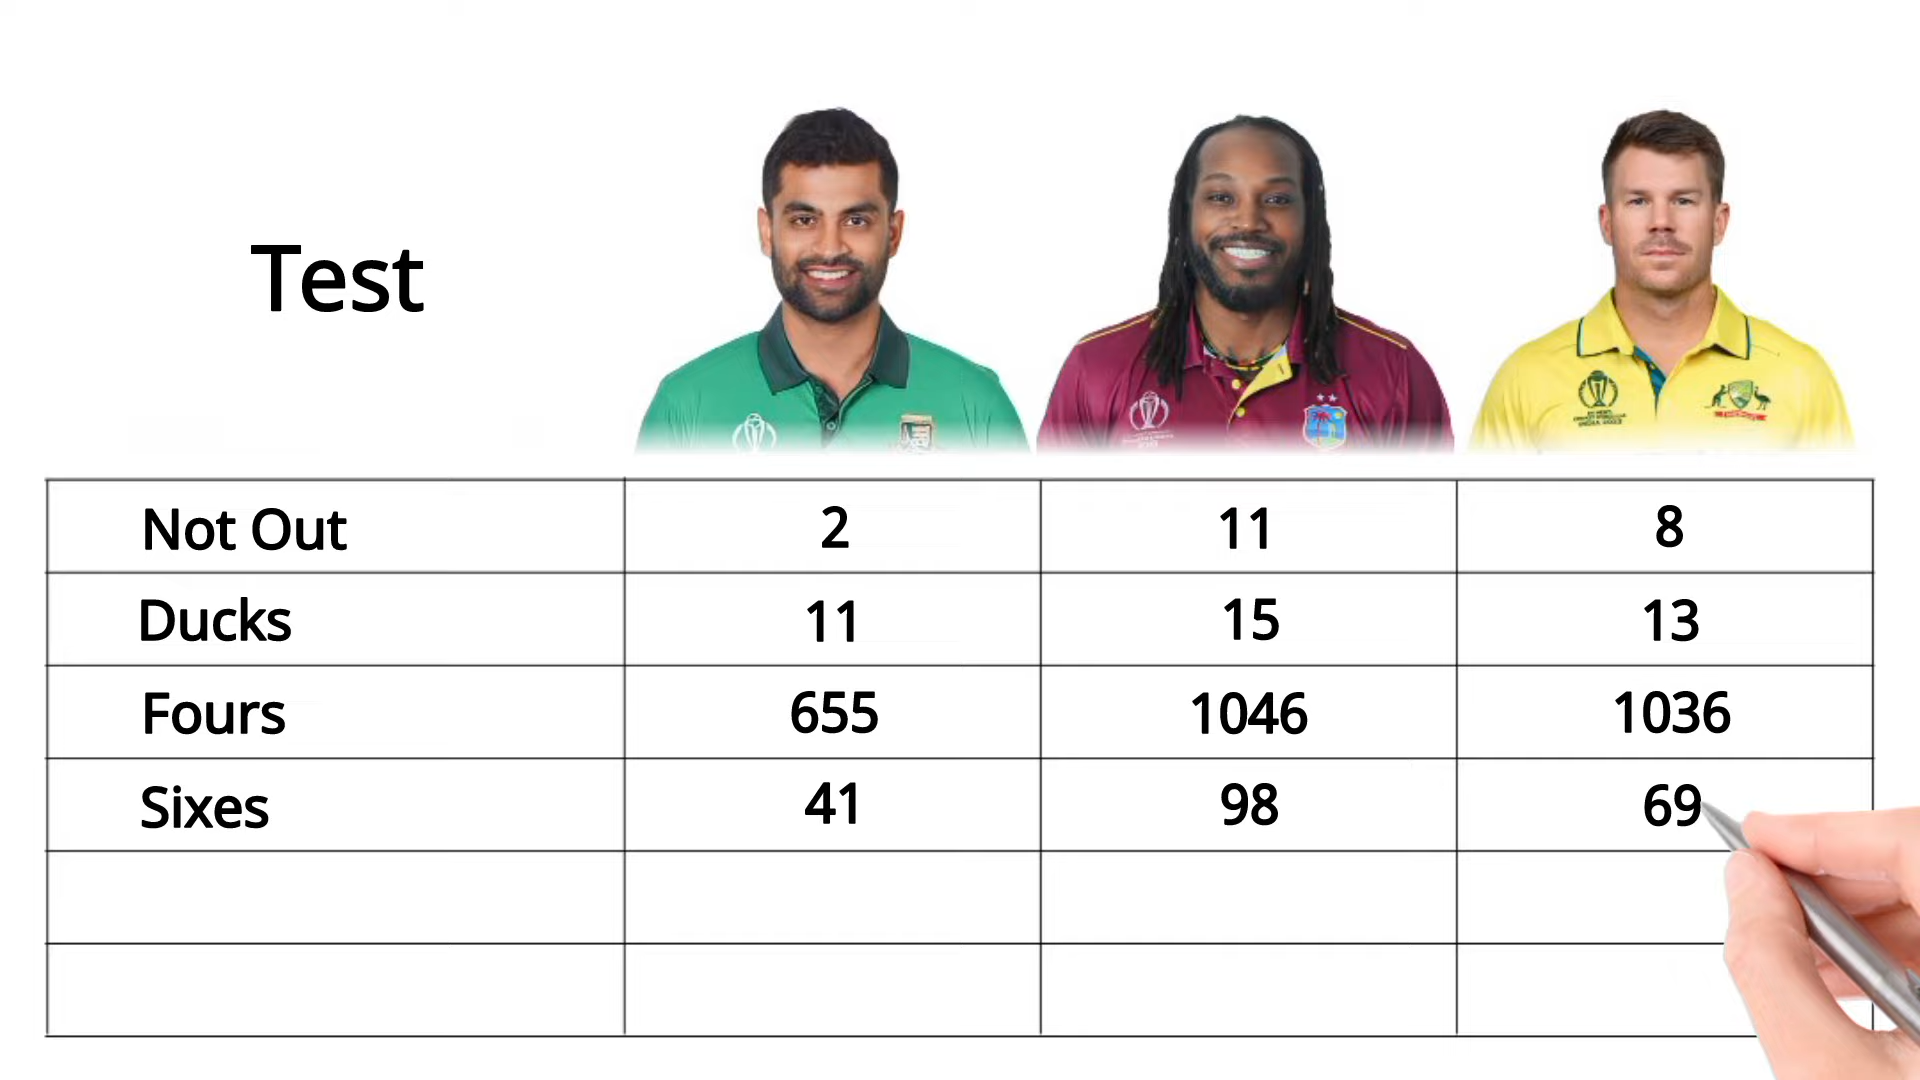 Test
Not Out 2 11 8
Ducks 11 15 13
Fours 655 1046 1036
Sixes 41 98 69